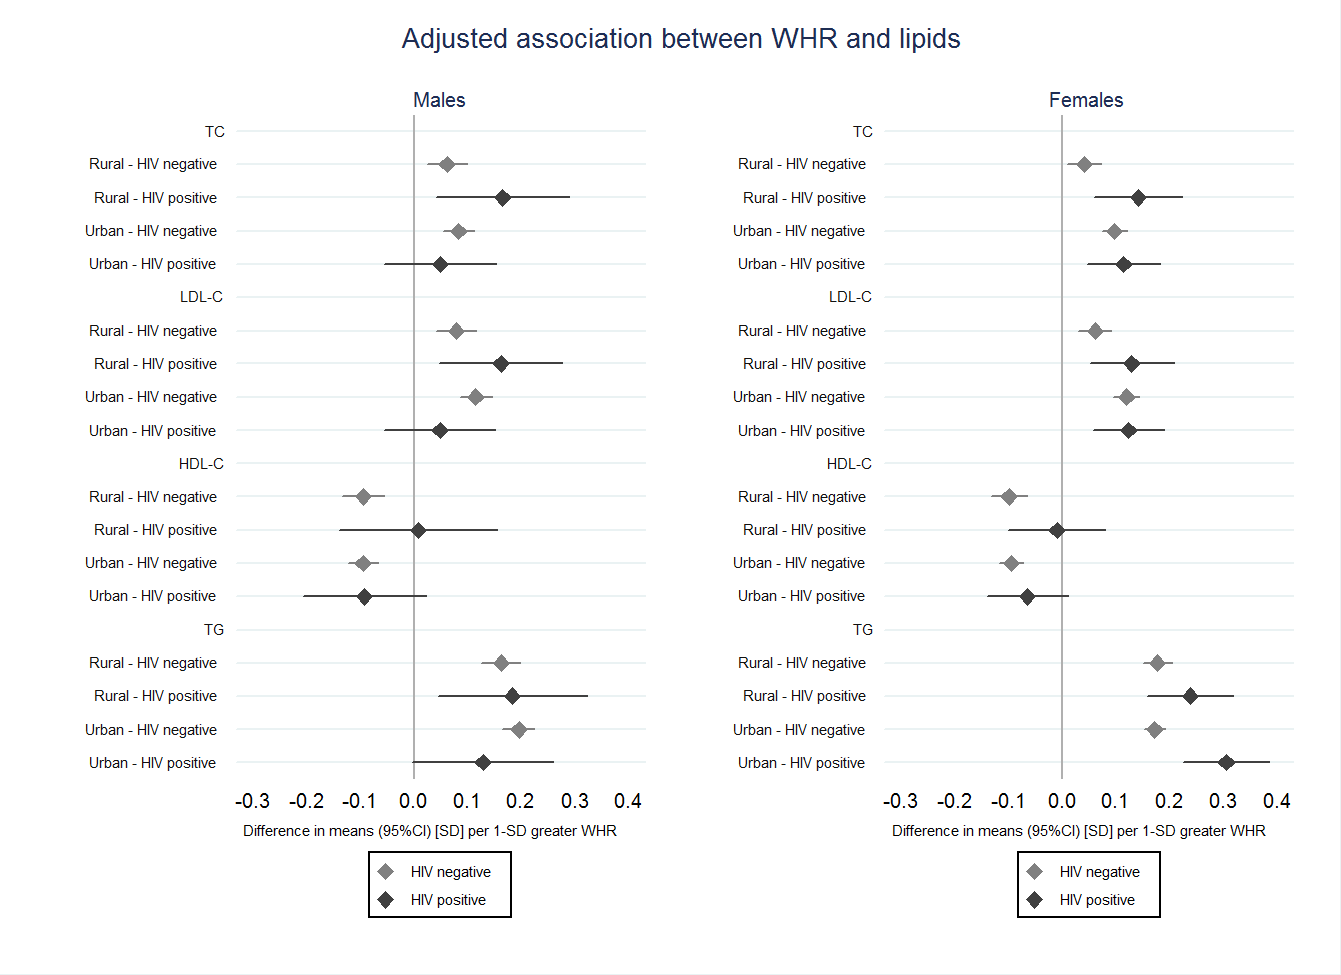 Adjusted association between WHR and lipids
Males
TC
Rural - HIV negative
Rural - HIV positive
Urban - HIV negative
Urban - HIV positive
LDL-C
Rural - HIV negative
Rural - HIV positive
Urban - HIV negative
Urban - HIV positive
HDL-C
Rural - HIV negative
Rural - HIV positive
Urban - HIV negative
Urban - HIV positive
TG
Rural - HIV negative
Rural - HIV positive
Urban - HIV negative
Urban - HIV positive
-0.3 -0.2 -0.1 0.0 0.1 0.2 0.3 0.4
Difference in means (95%CI) [SD] per 1-SD greater WHR
HIV negative
HIV positive
Females
TC
Rural - HIV negative
Rural - HIV positive
Urban - HIV negative
Urban - HIV positive
LDL-C
Rural - HIV negative
Rural - HIV positive
Urban - HIV negative
Urban - HIV positive
HDL-C
Rural - HIV negative
Rural - HIV positive
Urban - HIV negative
Urban - HIV positive
TG
Rural - HIV negative
Rural - HIV positive
Urban - HIV negative
Urban - HIV positive
-0.3 -0.2 -0.1 0.0 0.1 0.2 0.3 0.4
Difference in means (95%CI) [SD] per 1-SD greater WHR
HIV negative
HIV positive